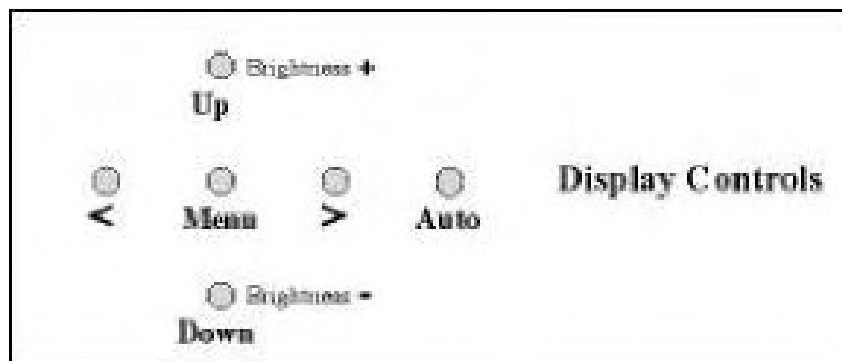 Brightness +
Up
Display Controls
< Menu > Auto
Brightness -
Down